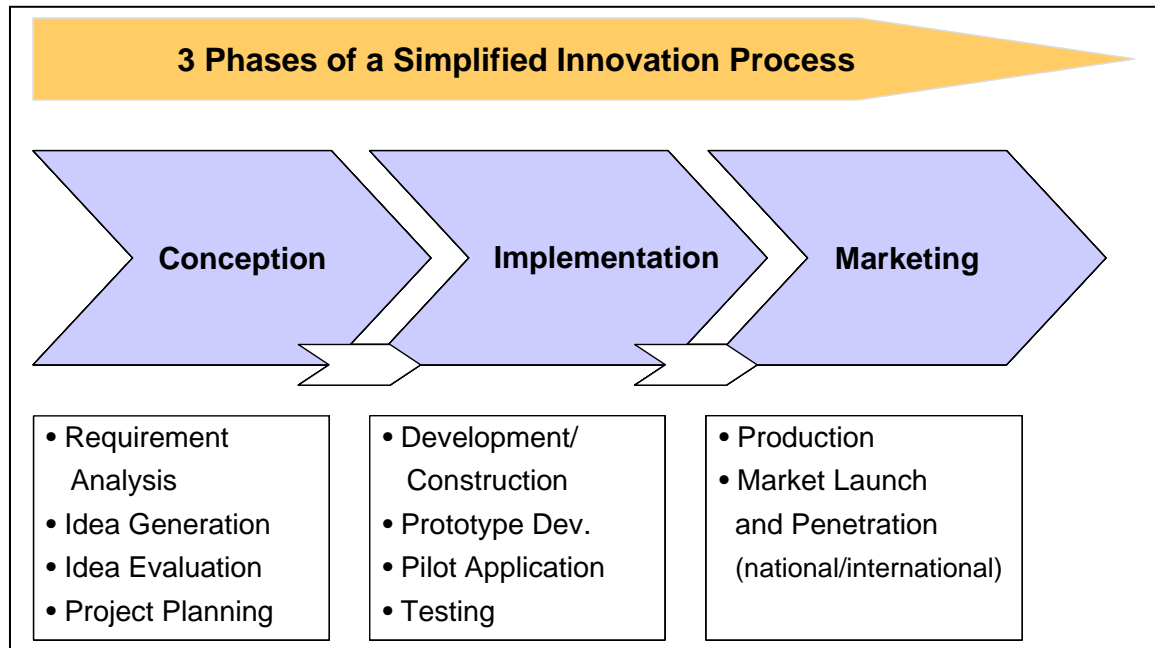 3 Phases of a Simplified Innovation Process
Conception
Implementation
Marketing
• Requirement
Analysis
• Idea Generation
• Idea Evaluation
• Project Planning
• Development/
Construction
• Prototype Dev.
• Pilot Application
• Testing
• Production
• Market Launch
and Penetration
(national/international)